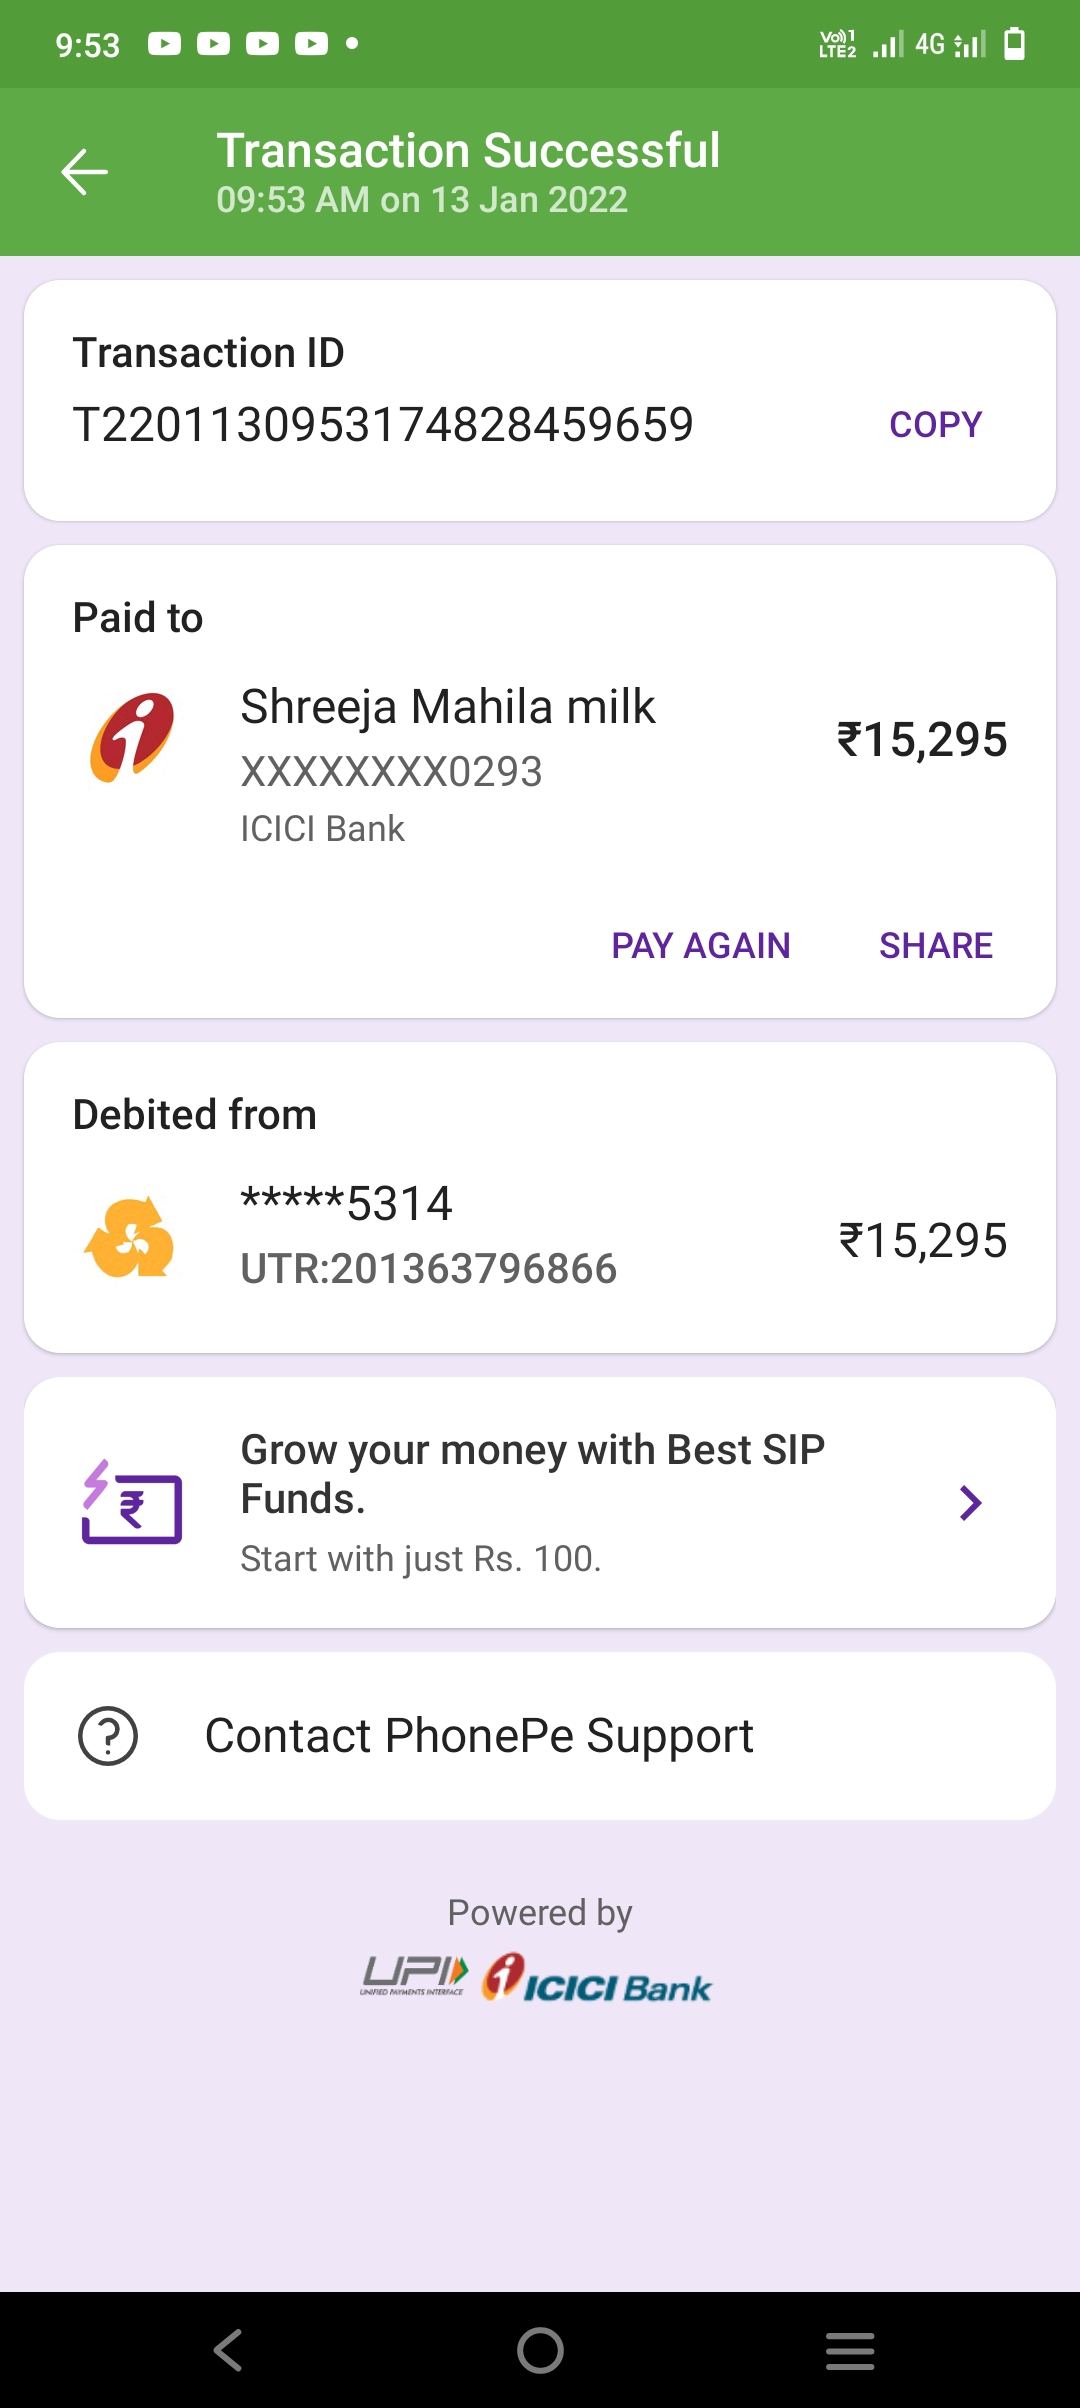 9:53
Vo)) 1
LTE2 4G
Transaction Successful
09:53 AM on 13 Jan 2022
Transaction ID
T2201130953174828459659 COPY
Paid to
Shreeja Mahila milk
₹15,295
XXXXXXXX0293
ICICI Bank
PAY AGAIN SHARE
Debited from
*****5314
₹15,295
UTR:201363796866
Grow your money with Best SIP
Funds.
Start with just Rs. 100.
Contact PhonePe Support
Powered by
UPI ICICI Bank
UNIFIED PAYMENTS INTERFACE